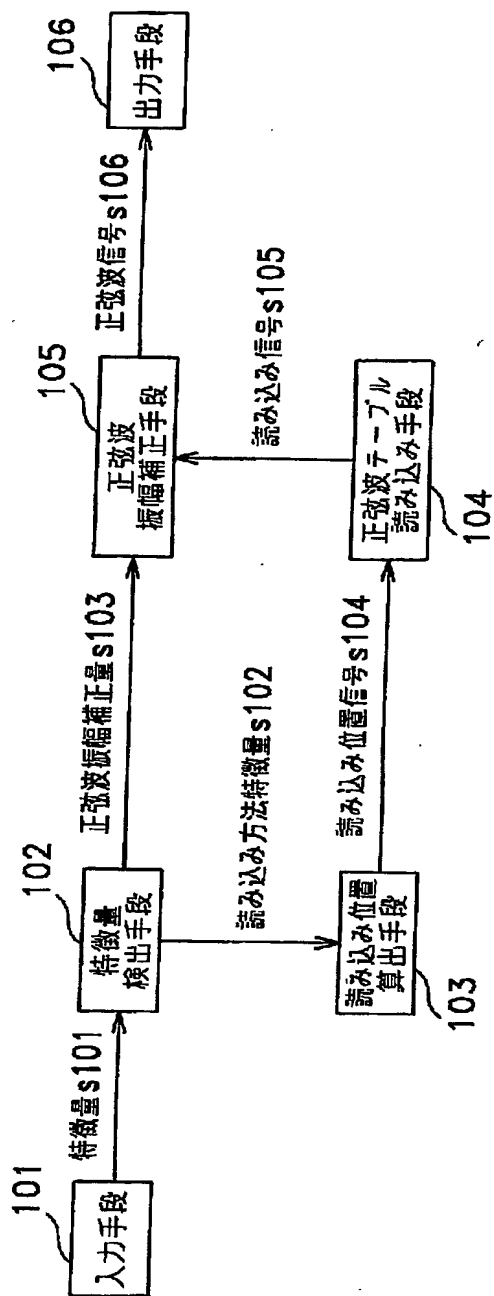 101
入力手段
特徴量s101
102
特徴量
検出手段
正弦波振幅補正量s103
105
正弦波
振幅補正手段
正弦波信号s106
106
出力手段
読み込み方法特徴量s102
読み込み信号s105
読み込み位置
算出手段
103
読み込み位置信号s104
正弦波テーブル
読み込み手段
104